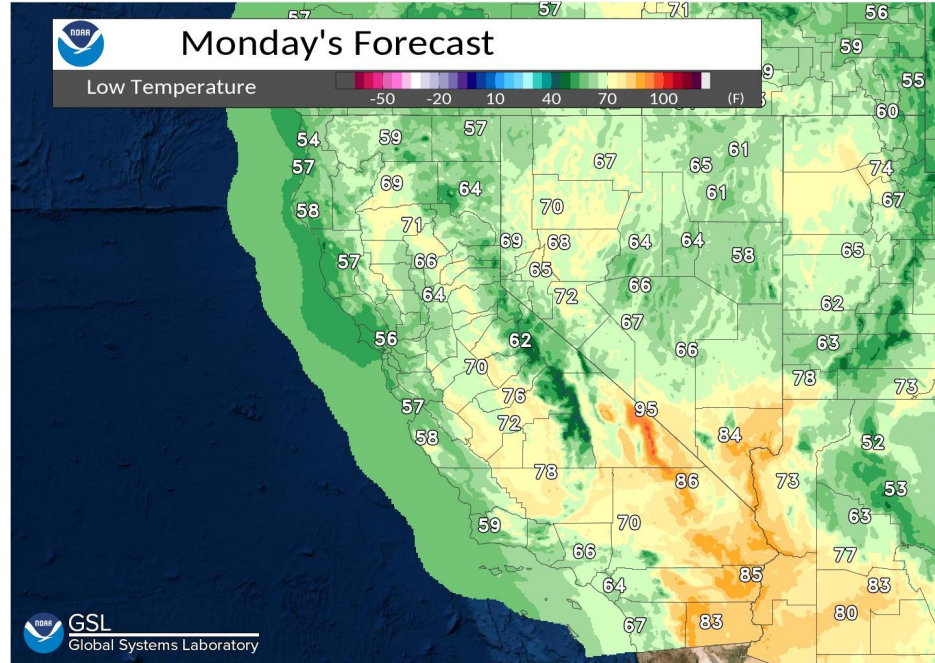 57 57 71 56
NOAA
Monday's Forecast
59
Low Temperature
-50 -20 10 40 70 100 (F)
55
60
54 59 57 61
57 67 65 74
69 64 61 67
58 71 70
57 66 69 68 64 64 58 65
65 66
64 72 62
67
56 62 66 63
70 78 73
57 76 95
58 72 84 52
78 86 73 53
59 70 63
66 77
64 85 83
67 83 80
NOAA
GSL
Global Systems Laboratory